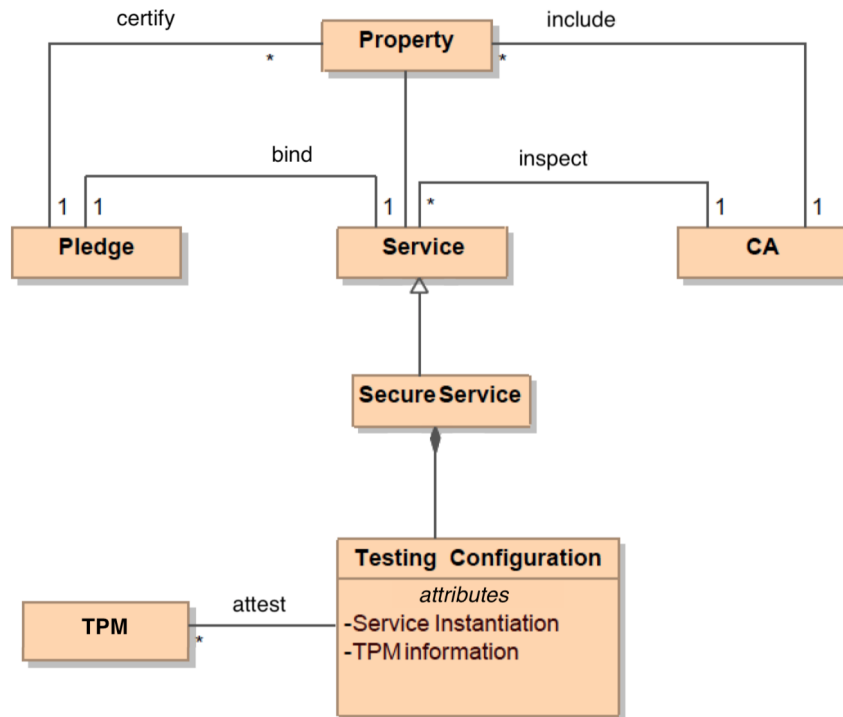 certify
Property
include
*
*
bind
inspect
1
1
1
*
1
1
Pledge
Service
CA
Secure Service
Testing Configuration
attributes
-Service Instantiation
-TPM information
TPM
attest
*